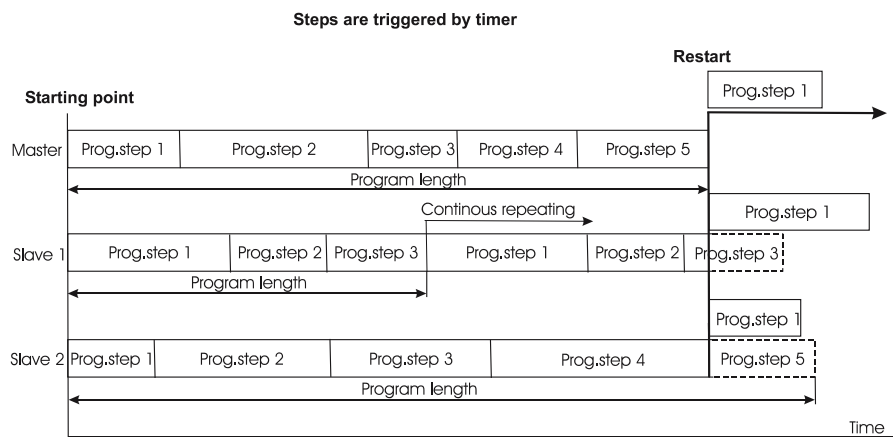 Steps are triggered by timer
Restart
Prog.step 1
Starting point
Master
Prog.step 1 Prog.step 2 Prog.step 3 Prog.step 4 Prog.step 5
Program length
Continous repeating
Prog.step 1
Slave 1
Prog.step 1 Prog.step 2 Prog.step 3 Prog.step 1 Prog.step 2 Prog.step 3
Program length
Prog.step 1
Slave 2
Prog.step 1 Prog.step 2 Prog.step 3 Prog.step 4 Prog.step 5
Program length
Time